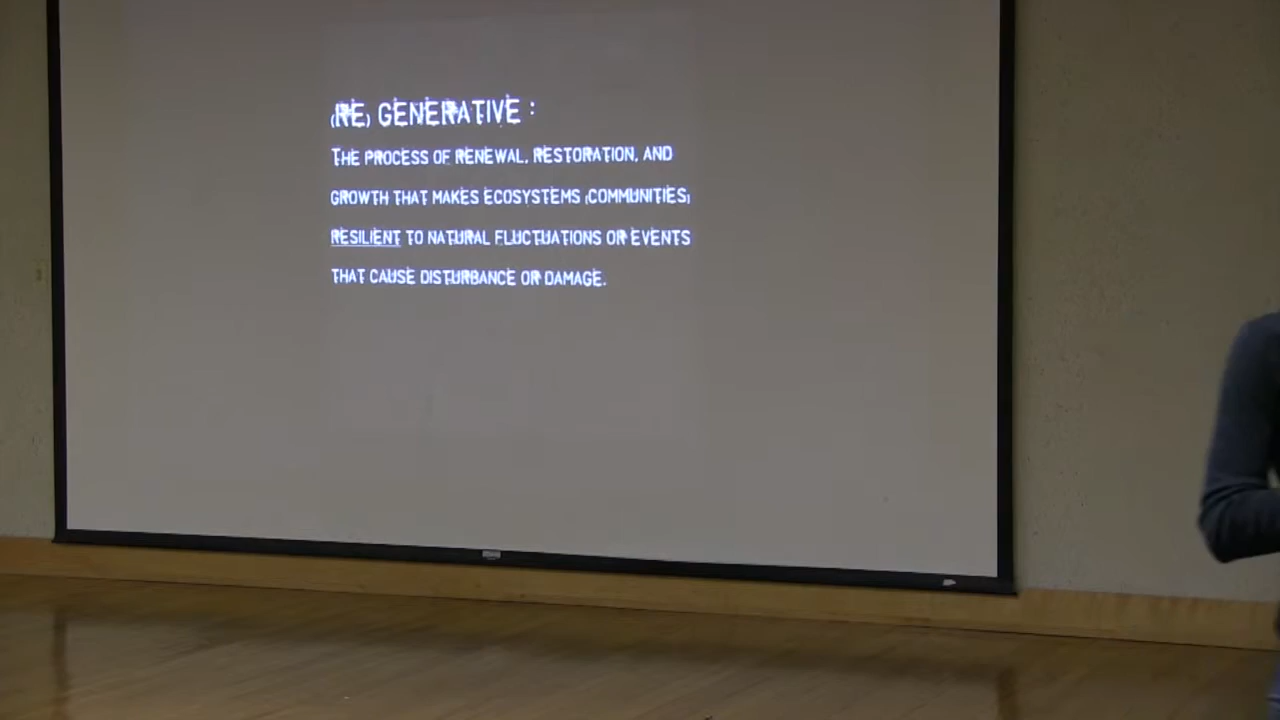 (RE) GENERATIVE :
THE PROCESS OF RENEWAL, RESTORATION, AND
GROWTH THAT MAKES ECOSYSTEMS (COMMUNITIES)
RESILIENT TO NATURAL FLUCTUATIONS OR EVENTS
THAT CAUSE DISTURBANCE OR DAMAGE.